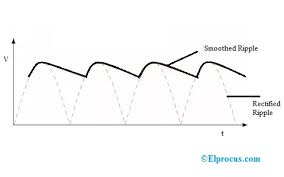 Smoothed Ripple
V
Rectified
Ripple
t
©Elprocus.com